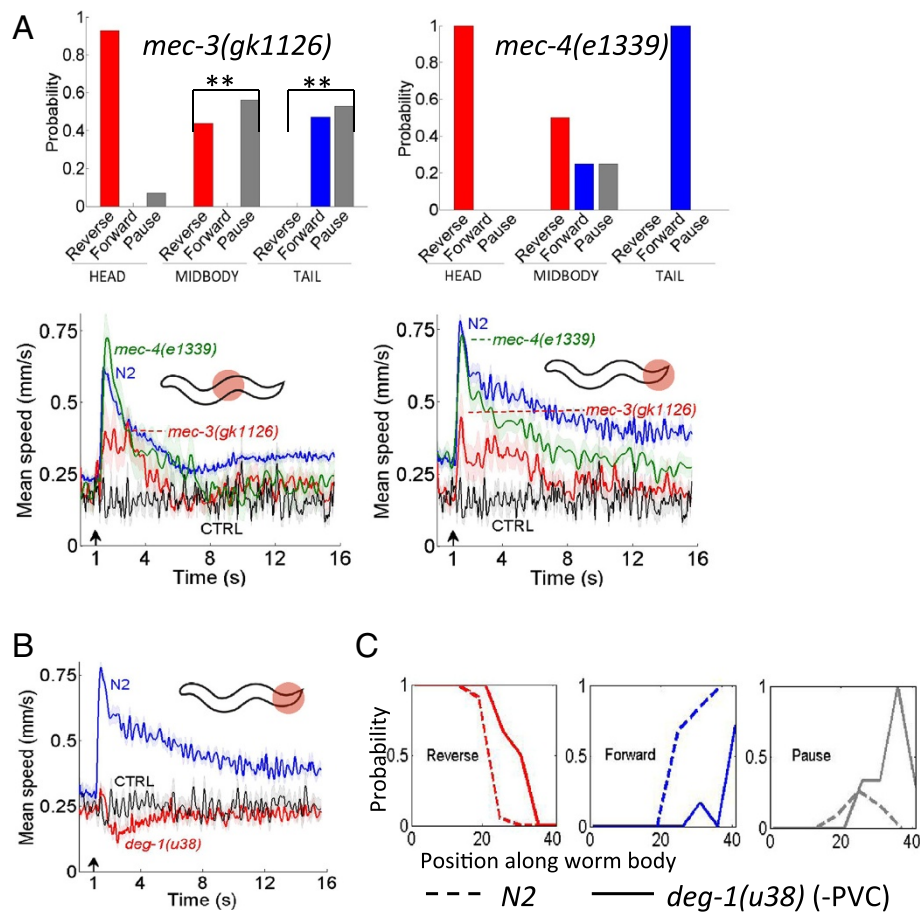 A
mec-3(gk1126)
mec-4(e1339)
Probability
1
0.8
0.6
0.4
0.2
0
**
**
Reverse Forward Pause
Reverse Forward Pause
Reverse Forward Pause
HEAD
MIDBODY
TAIL
Probability
1
0.8
0.6
0.4
0.2
0
Reverse Forward Pause
Reverse Forward Pause
Reverse Forward Pause
HEAD
MIDBODY
TAIL
Mean speed (mm/s)
0.75
0.5
0.25
0
mec-4(e1339)
N2
mec-3(gk1126)
CTRL
1 4 8 12 16
Time (s)
Mean speed (mm/s)
0.75
0.5
0.25
0
N2
mec-4(e1339)
mec-3(gk1126)
CTRL
1 4 8 12 16
Time (s)
B
Mean speed (mm/s)
0.75
0.50
0.25
0
N2
CTRL
deg-1(u38)
1 4 8 12 16
Time (s)
C
Probability
1
0.5
0
Reverse
0 20 40
1
0.5
0
Forward
0 20 40
1
0.5
0
Pause
0 20 40
Position along worm body
N2
deg-1(u38) (-PVC)